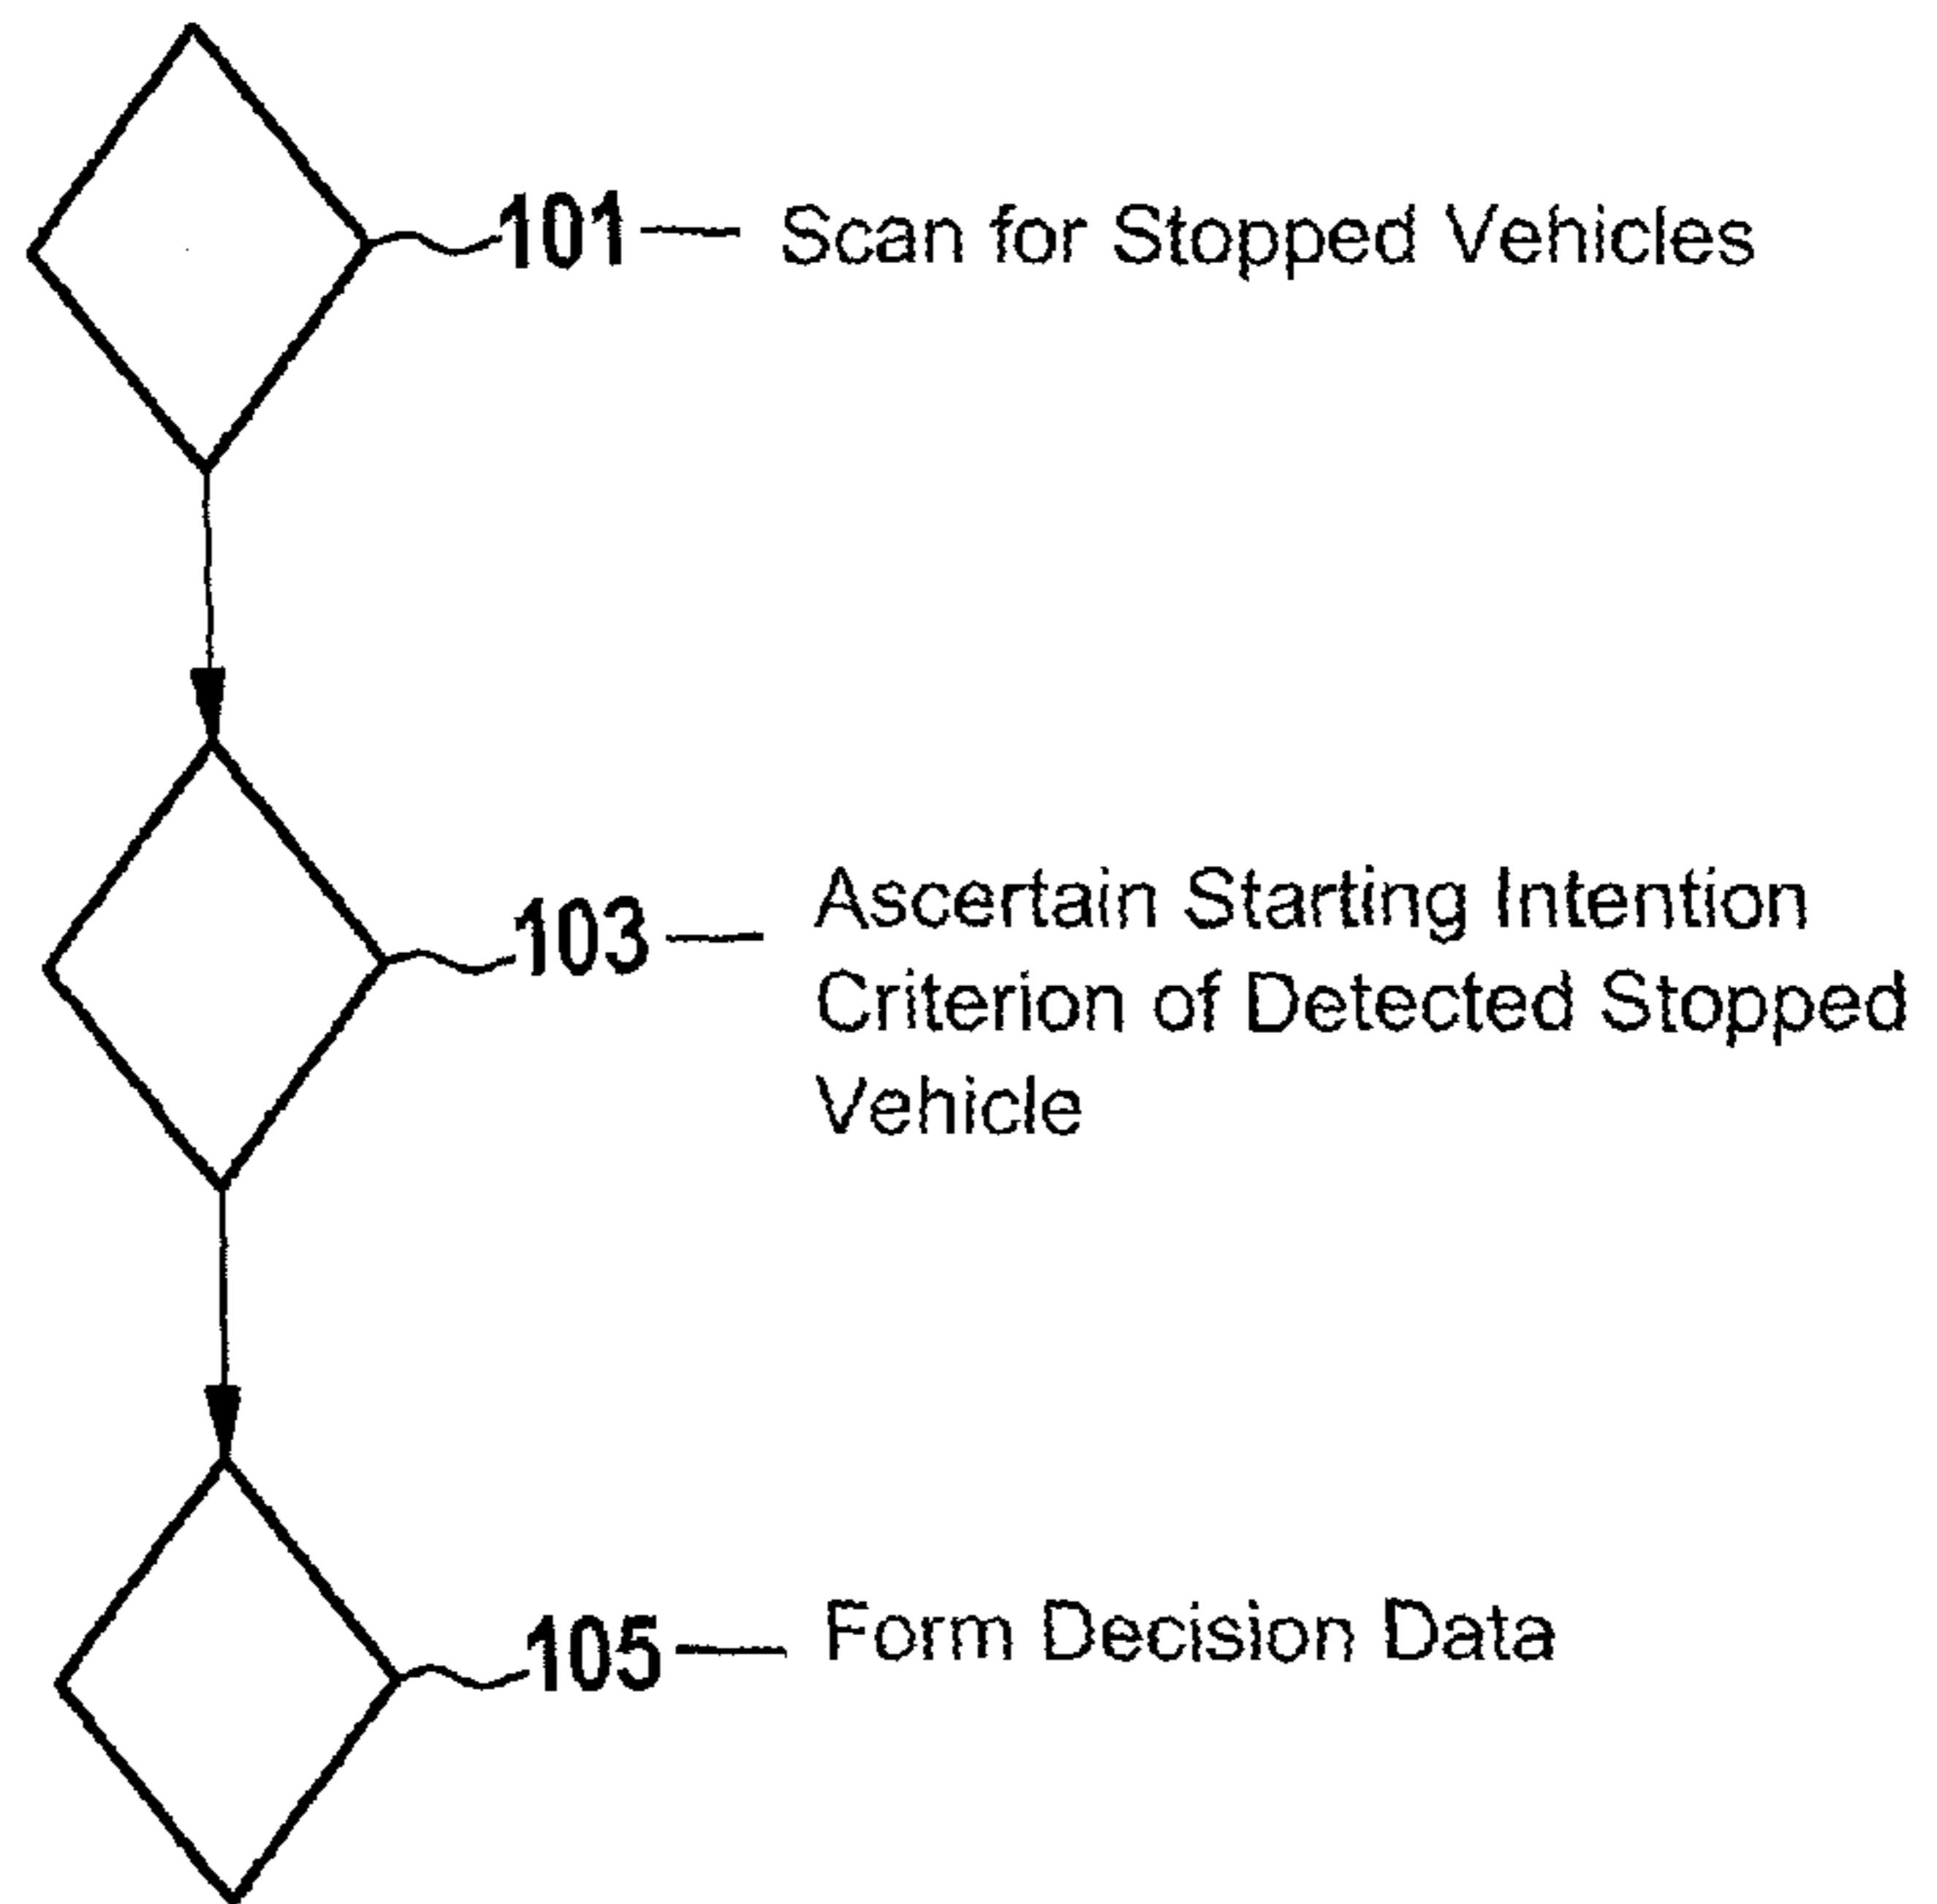 101 — Scan for Stopped Vehicles
103 — Ascertain Starting Intention
Criterion of Detected Stopped
Vehicle
105 — Form Decision Data